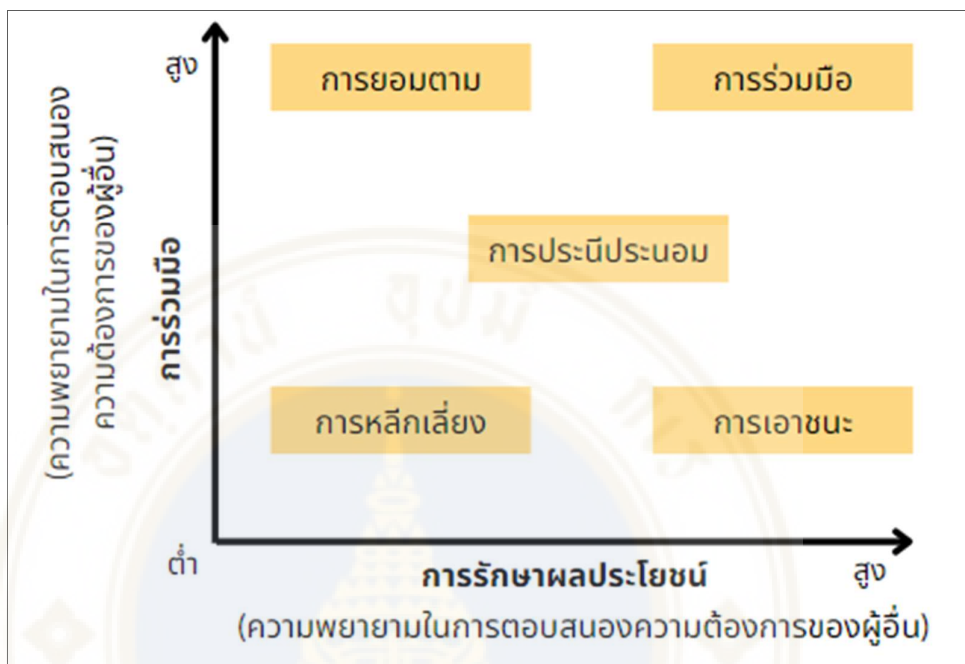 สูง
การยอมตาม
การร่วมมือ
(ความพยายามในการตอบสนอง
ความต้องการของผู้อื่น)
การร่วมมือ
การประนีประนอม
การหลีกเลี่ยง
การเอาชนะ
ต่ำ
การรักษาผลประโยชน์
สูง
(ความพยายามในการตอบสนองความต้องการของผู้อื่น)